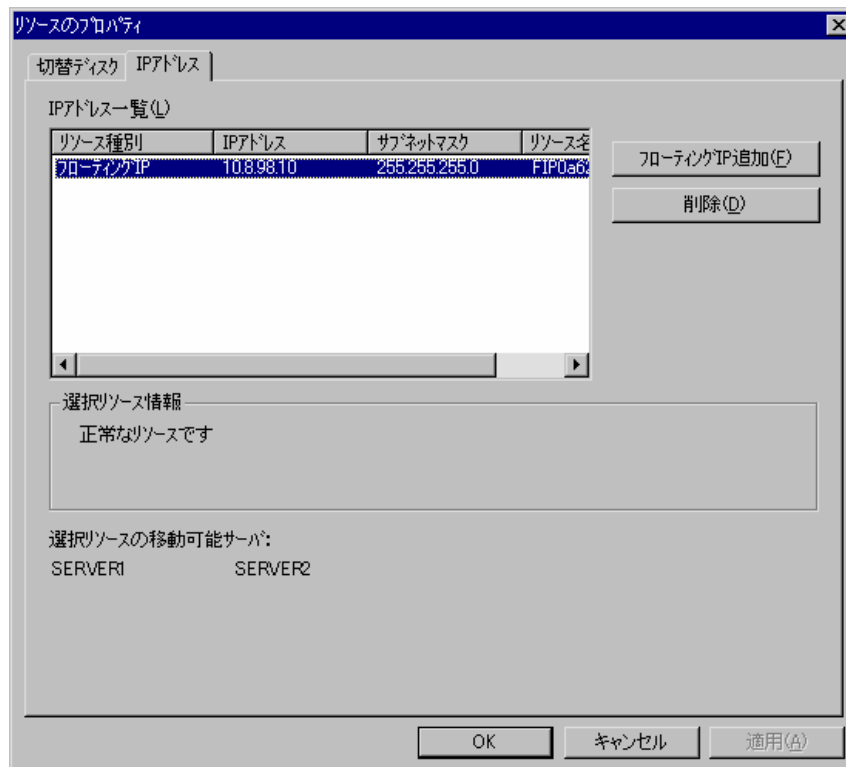 リソースのプロパティ
切替ディスク IPアドレス
IPアドレス一覧(L)
リソース種別 IPアドレス サブネットマスク リソース名
フローティングIP 10.8.98.10 255.255.255.0
フローティングIP追加(F)
削除(D)
選択リソース情報
正常なリソースです
選択リソースの移動可能サーバ:
SERVER1 SERVER2
OK キャンセル 適用(A)